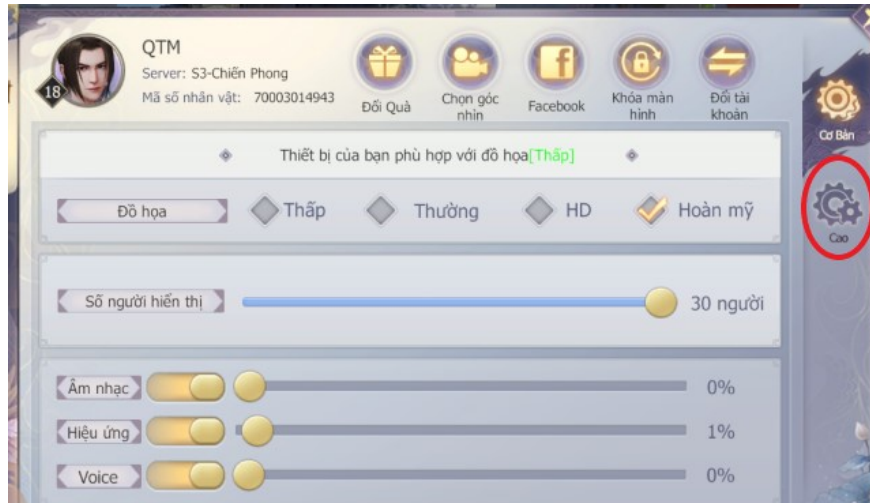 QTM
Server: S3-Chiến Phong
Mã số nhân vật: 70003014943
18
Đổi Quà
Chọn góc
nhìn
Facebook
Khóa màn
hình
Đổi tài
khoản
Cơ Bản
Thiết bị của bạn phù hợp với đồ họa[Thấp]
Đồ họa Thấp Thường HD Hoàn mỹ
Cao
Số người hiển thị 30 người
Âm nhạc 0%
Hiệu ứng 1%
Voice 0%